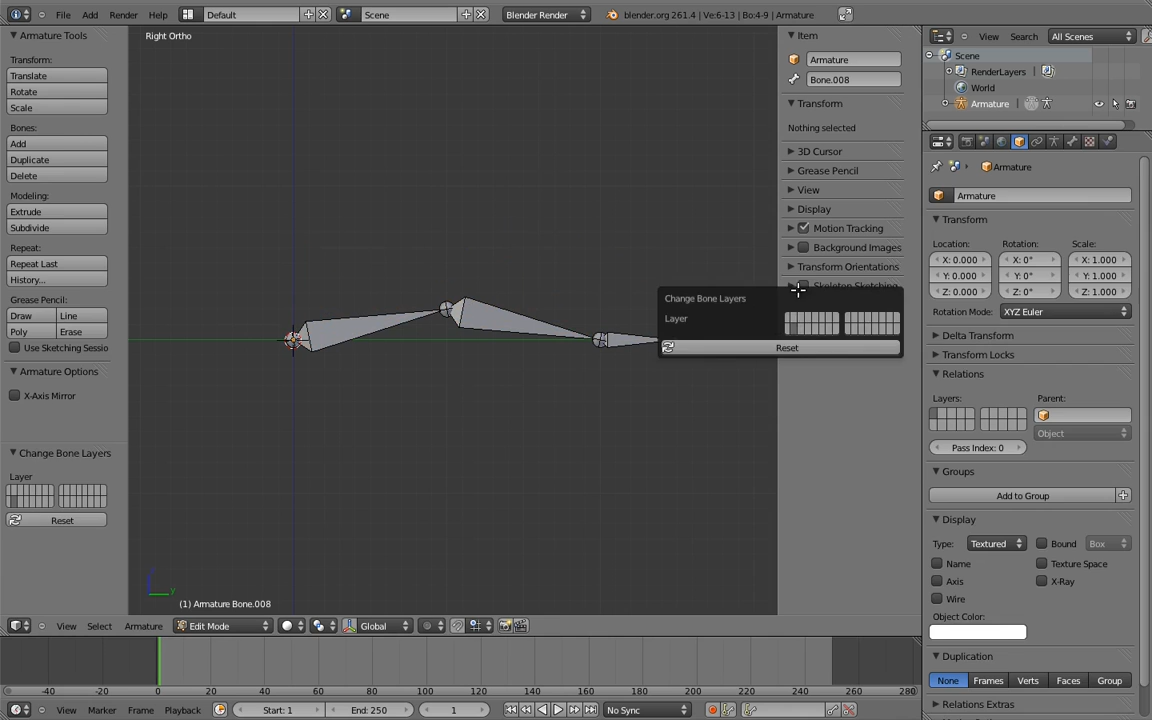 File Add Render Help
Default
Scene
Blender Render
blender.org 261.4 | Ve:6-13 | Bo:4-9 | Armature
Armature Tools
Transform:
Translate
Rotate
Scale
Bones:
Add
Duplicate
Delete
Modeling:
Extrude
Subdivide
Repeat:
Repeat Last
History...
Grease Pencil:
Draw Line
Poly Erase
Use Sketching Sessio
Armature Options
X-Axis Mirror
Change Bone Layers
Layer
Reset
Right Ortho
y
(1) Armature Bone.008
Item
Armature
Bone.008
Transform
Nothing selected
3D Cursor
Grease Pencil
View
Display
Motion Tracking
Background Images
Transform Orientations
Skeleton Sketching
Change Bone Layers
Layer
Reset
View Search All Scenes
Scene
RenderLayers
World
Armature
Armature
Armature
Transform
Location: Rotation: Scale:
X: 0.000 X: 0° X: 1.000
Y: 0.000 Y: 0° Y: 1.000
Z: 0.000 Z: 0° Z: 1.000
Rotation Mode: XYZ Euler
Delta Transform
Transform Locks
Relations
Layers: Parent:
Object
Pass Index: 0
Groups
Add to Group
Display
Type: Textured Bound Box
Name Texture Space
Axis X-Ray
Wire
Object Color:
Duplication
None Frames Verts Faces Group
Relations Extras
View Select Armature Edit Mode Global
-40 -20 0 20 40 60 80 100 120 140 160 180 200 220 240 260 280
View Marker Frame Playback Start: 1 End: 250 1 No Sync